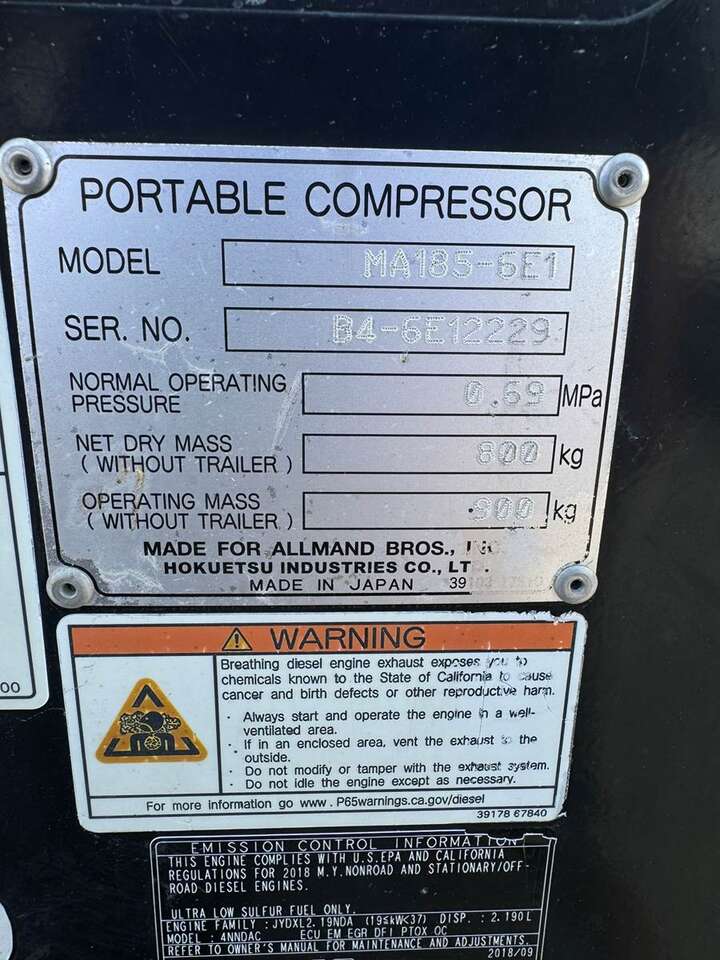 PORTABLE COMPRESSOR
MODEL MA185-6E1
SER. NO. B4-6E12229
NORMAL OPERATING
PRESSURE 0.69 MPa
NET DRY MASS
( WITHOUT TRAILER ) 800 kg
OPERATING MASS
( WITHOUT TRAILER ) 900 kg
MADE FOR ALLMAND BROS., INC.
HOKUETSU INDUSTRIES CO., LTD.
MADE IN JAPAN
00
WARNING
Breathing diesel engine exhaust exposes you to
chemicals known to the State of California to cause
cancer and birth defects or other reproductive harm.
· Always start and operate the engine in a well-
ventilated area.
· If in an enclosed area, vent the exhaust to the
outside.
· Do not modify or tamper with the exhaust system.
· Do not idle the engine except as necessary.
For more information go www.P65warnings.ca.gov/diesel
39178 67840
EMISSION CONTROL INFORMATION
THIS ENGINE COMPLIES WITH U.S.EPA AND CALIFORNIA
REGULATIONS FOR 2018 M.Y.NONROAD AND STATIONARY/OFF-
ROAD DIESEL ENGINES.
ULTRA LOW SULFUR FUEL ONLY.
ENGINE FAMILY : JYDXL2.19NDA (19≤kW<37) DISP. : 2.190L
MODEL : 4NNDAC ECU EM EGR DFI PTOX OC
REFER TO OWNER'S MANUAL FOR MAINTENANCE AND ADJUSTMENTS.
2018/09